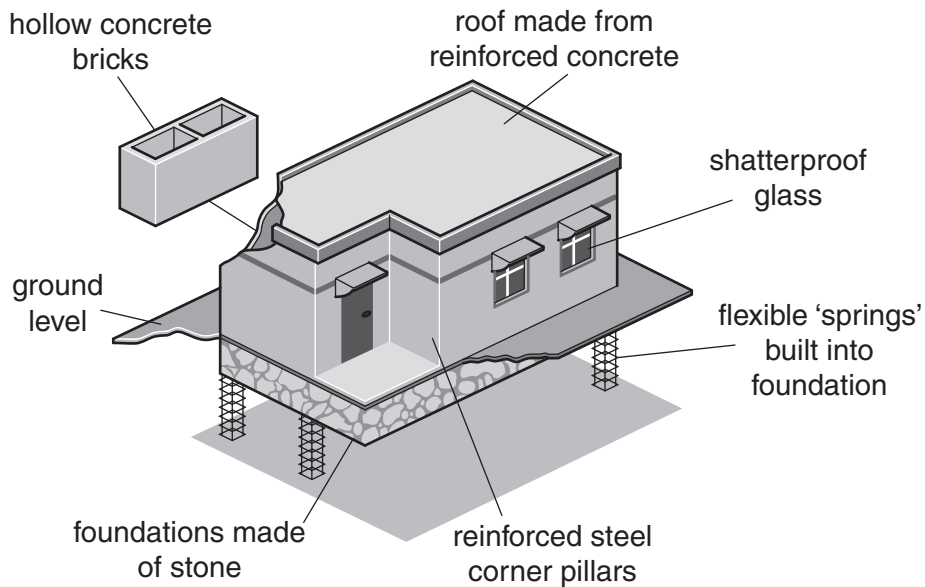 hollow concrete
bricks
roof made from
reinforced concrete
shatterproof
glass
ground
level
flexible ‘springs’
built into
foundation
foundations made
of stone
reinforced steel
corner pillars